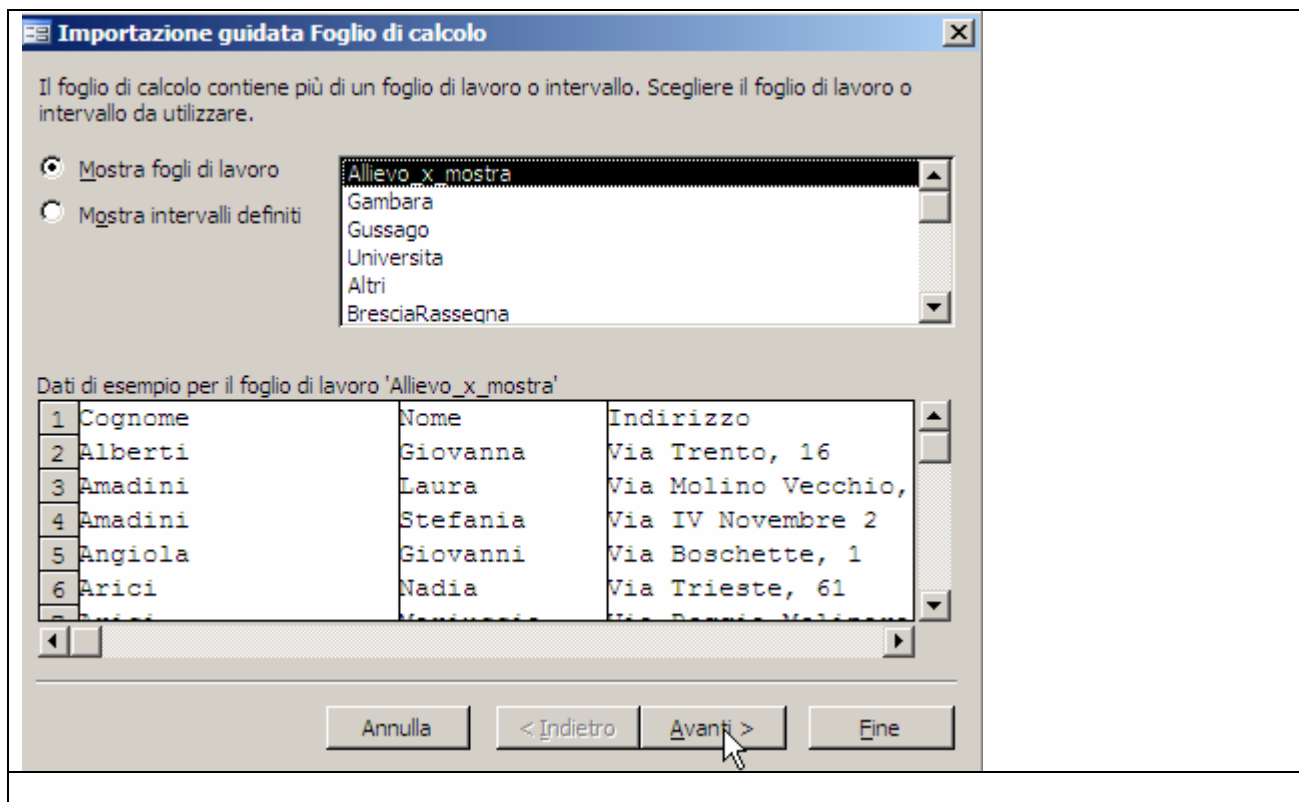 Importazione guidata Foglio di calcolo
Il foglio di calcolo contiene più di un foglio di lavoro o intervallo. Scegliere il foglio di lavoro o
intervallo da utilizzare.
Mostra fogli di lavoro
Mostra intervalli definiti
Allievo_x_mostra
Gambara
Gussago
Universita
Altri
BresciaRassegna
Dati di esempio per il foglio di lavoro 'Allievo_x_mostra'
1 Cognome Nome Indirizzo
2 Alberti Giovanna Via Trento, 16
3 Amadini Laura Via Molino Vecchio,
4 Amadini Stefania Via IV Novembre 2
5 Angiola Giovanni Via Boschette, 1
6 Arici Nadia Via Trieste, 61
Annulla < Indietro Avanti > Fine